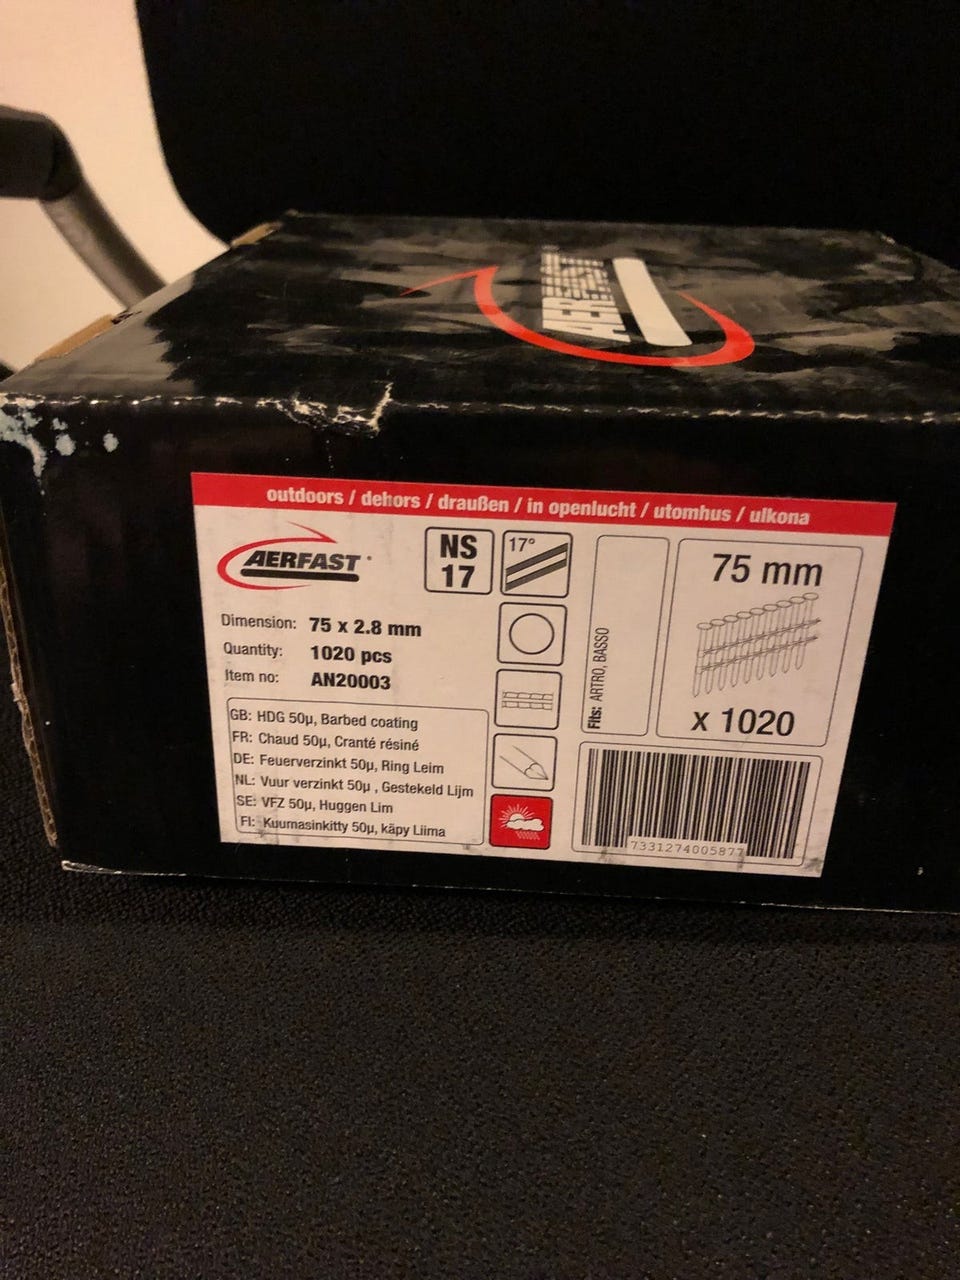 AERFAST
outdoors / dehors / draußen / in openlucht / utomhus / ulkona
AERFAST
NS
17
17°
Dimension: 75 x 2.8 mm
Quantity: 1020 pcs
Item no: AN20003
GB: HDG 50µ, Barbed coating
FR: Chaud 50µ, Cranté résiné
DE: Feuerverzinkt 50µ, Ring Leim
NL: Vuur verzinkt 50µ , Gestekeld Lijm
SE: VFZ 50µ, Huggen Lim
FI: Kuumasinkitty 50µ, käpy Liima
Fits: ARTRO, BASSO
75 mm
x 1020
7331274005877